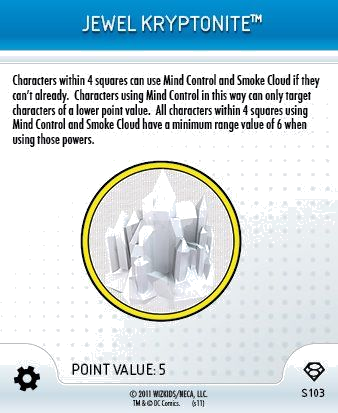 JEWEL KRYPTONITE™
Characters within 4 squares can use Mind Control and Smoke Cloud if they
can't already. Characters using Mind Control in this way can only target
characters of a lower point value. All characters within 4 squares using
Mind Control and Smoke Cloud have a minimum range value of 6 when
using those powers.
POINT VALUE: 5
S103
© 2011 WIZKIDS/NECA, LLC.
TM & © DC Comics. (s11)